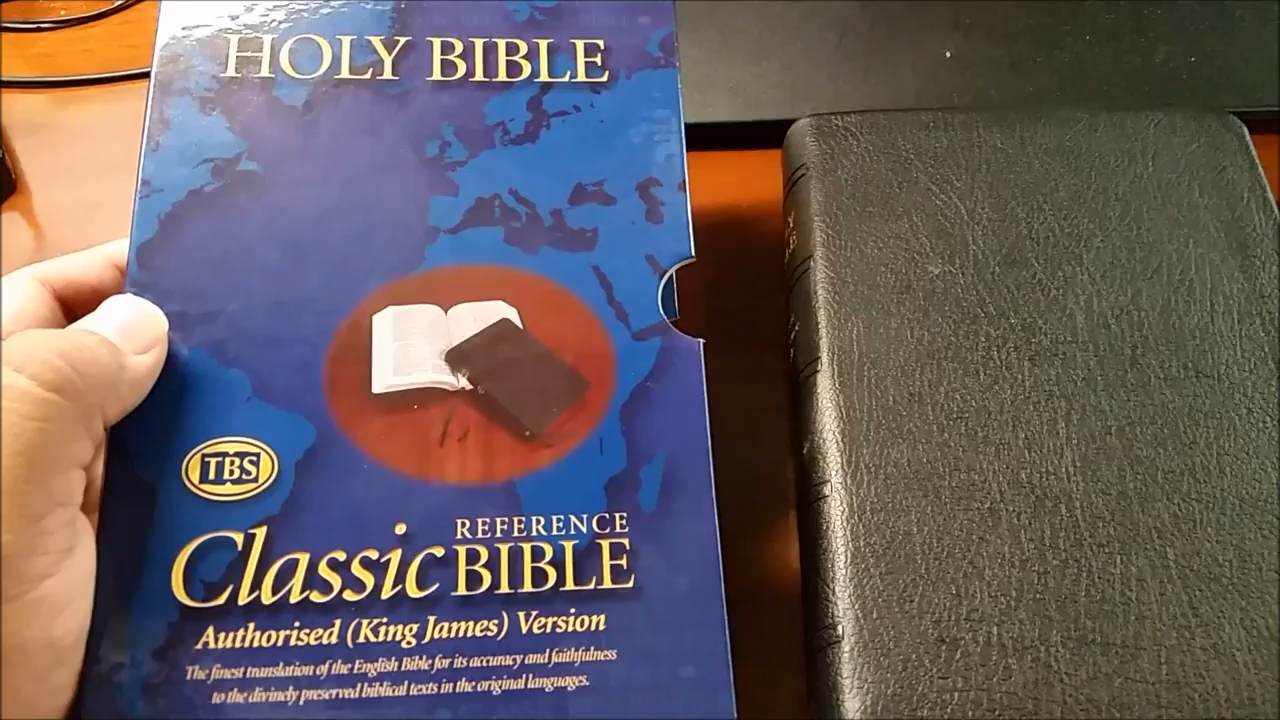 HOLY BIBLE
TBS
Classic REFERENCE BIBLE
Authorised (King James) Version
The finest translation of the English Bible for its accuracy and faithfulness
to the divinely preserved biblical texts in the original languages.